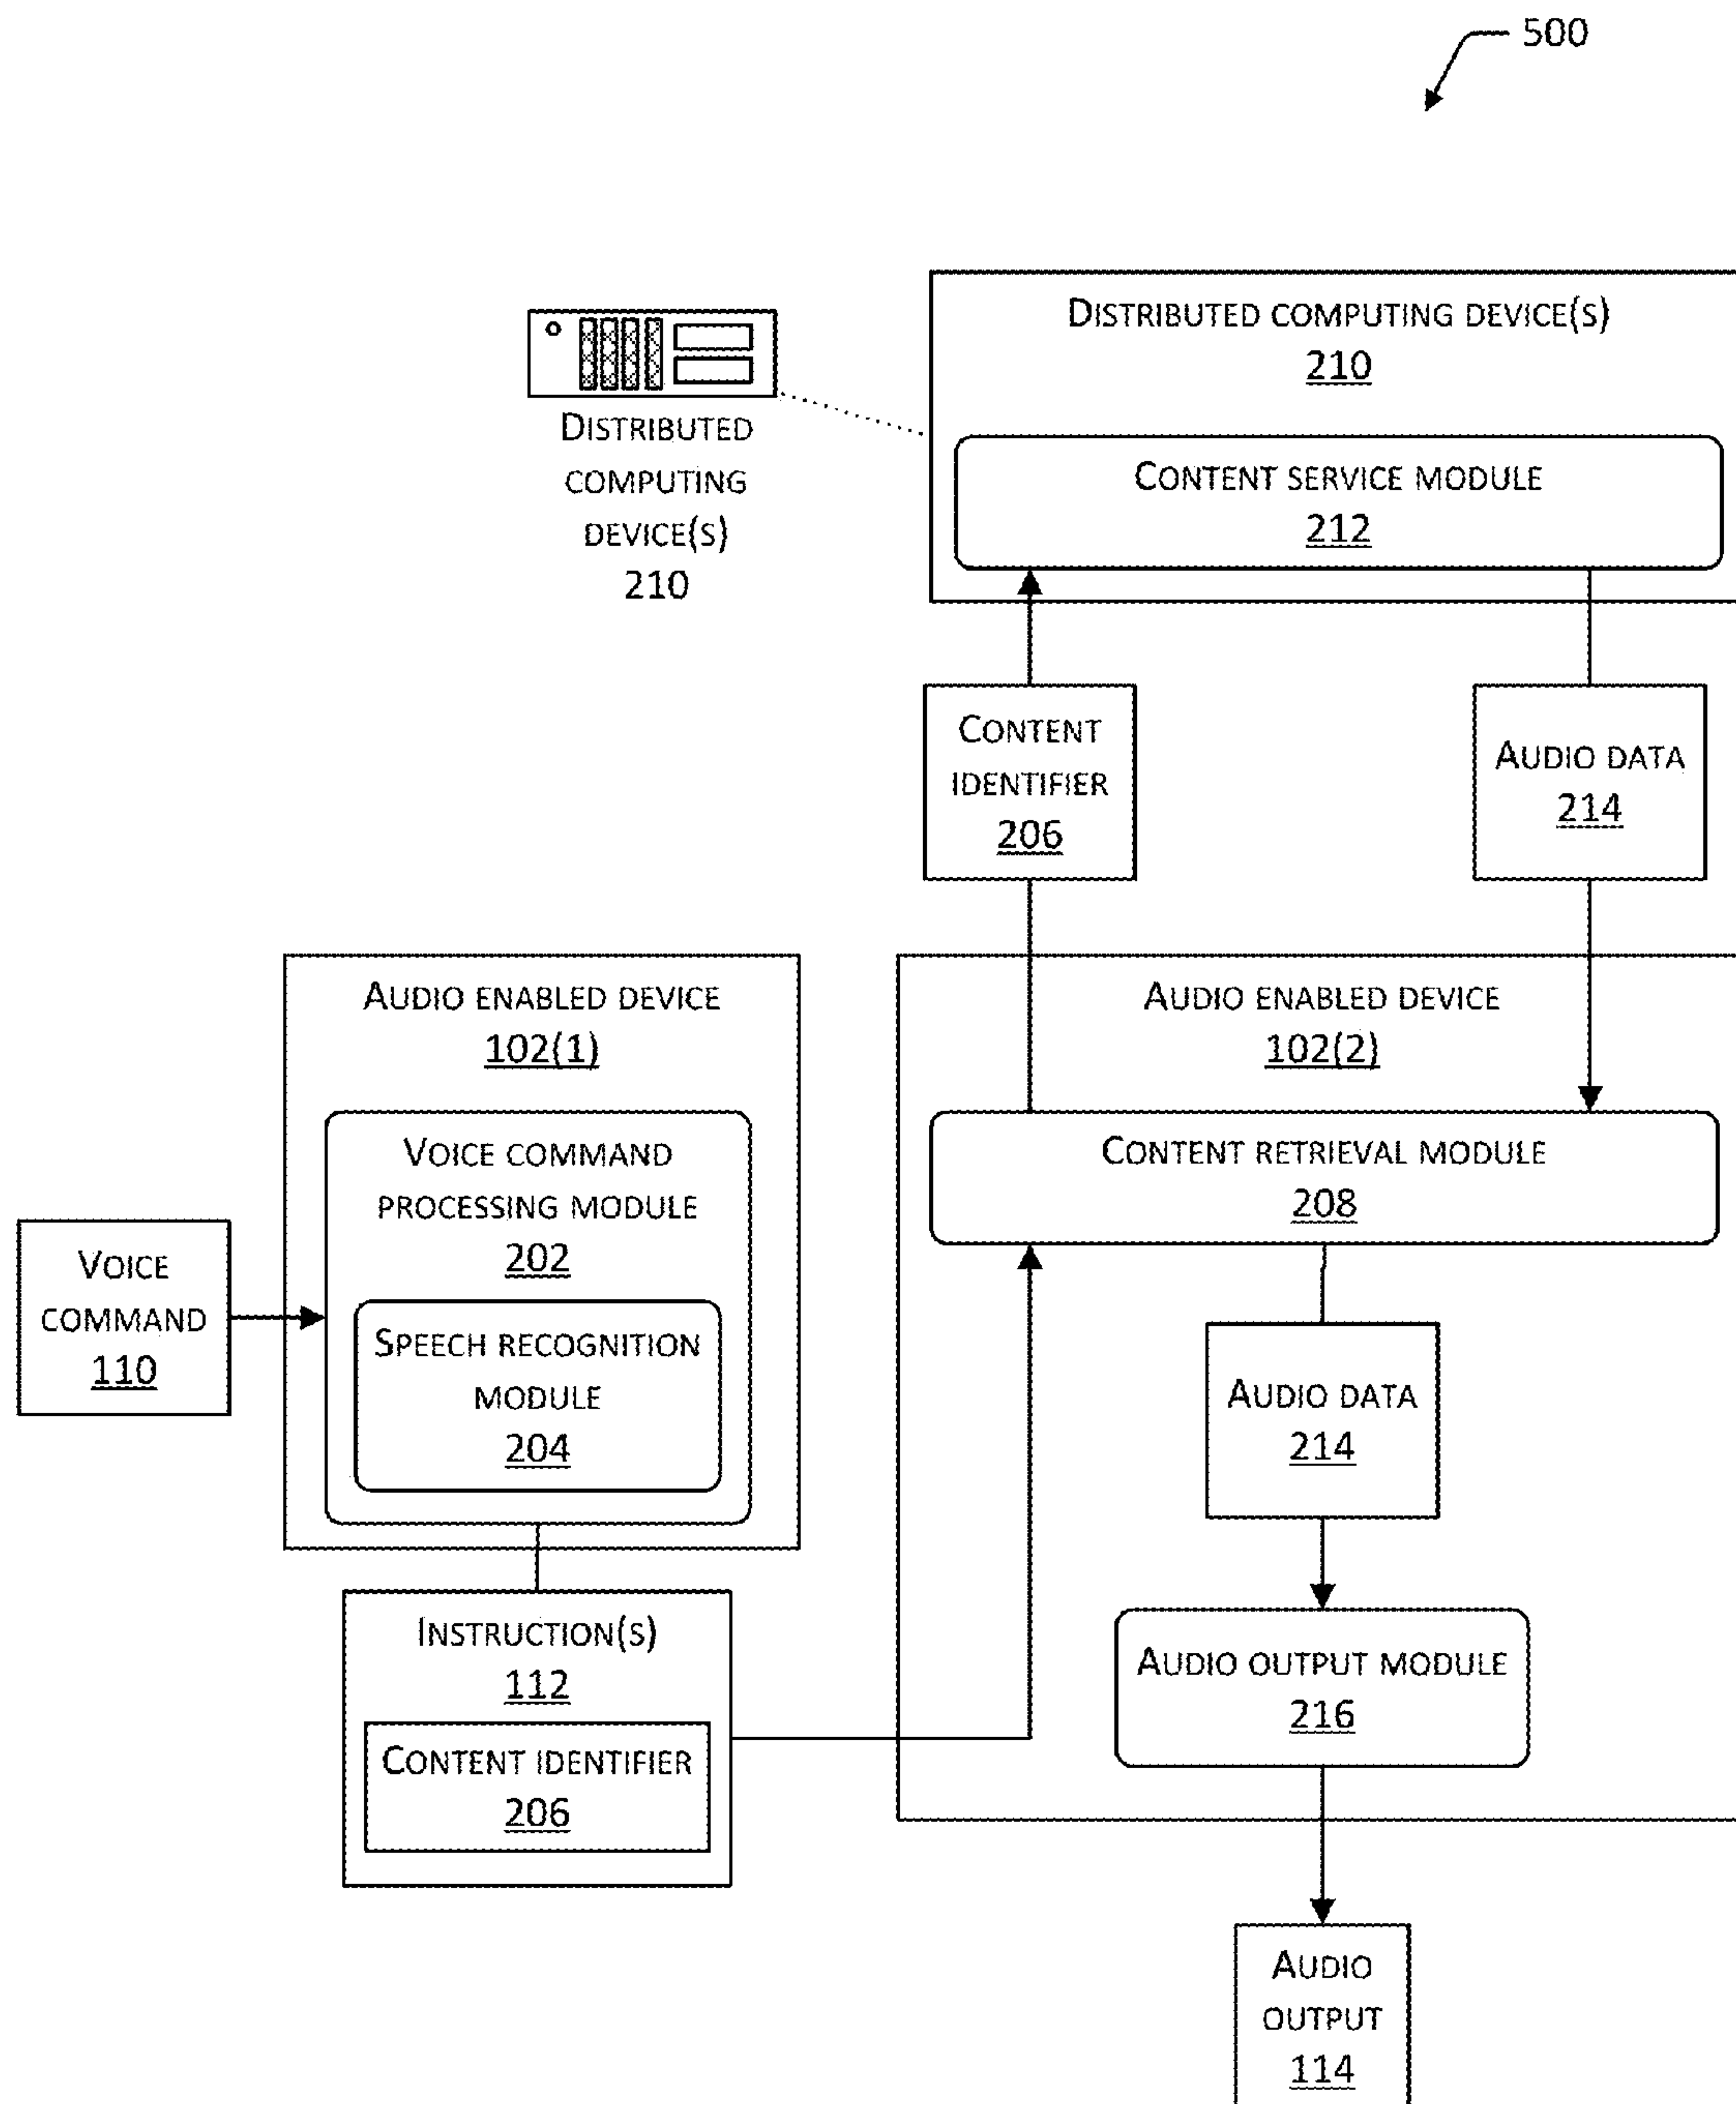 500
DISTRIBUTED COMPUTING DEVICE(S)
210
CONTENT SERVICE MODULE
212
DISTRIBUTED
COMPUTING
DEVICE(S)
210
CONTENT
IDENTIFIER
206
AUDIO DATA
214
AUDIO ENABLED DEVICE
102(1)
VOICE COMMAND
PROCESSING MODULE
202
SPEECH RECOGNITION
MODULE
204
VOICE
COMMAND
110
INSTRUCTION(S)
112
CONTENT IDENTIFIER
206
AUDIO ENABLED DEVICE
102(2)
CONTENT RETRIEVAL MODULE
208
AUDIO DATA
214
AUDIO OUTPUT MODULE
216
AUDIO
OUTPUT
114